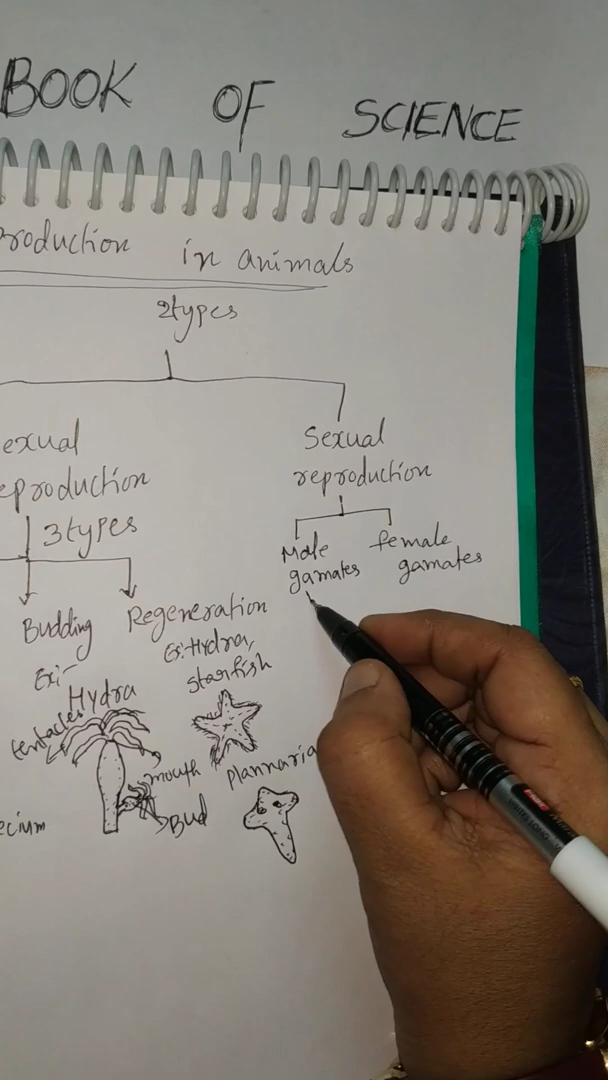 BOOK OF SCIENCE
roduction in animals
2types
exual
eproduction
3types
Sexual
reproduction
Male
gamates
female
gamates
Budding
Ex:-
Hydra
tentacles
mouth
Bud
Regeneration
Ex:Hydra,
starfish
plannaria
ecium